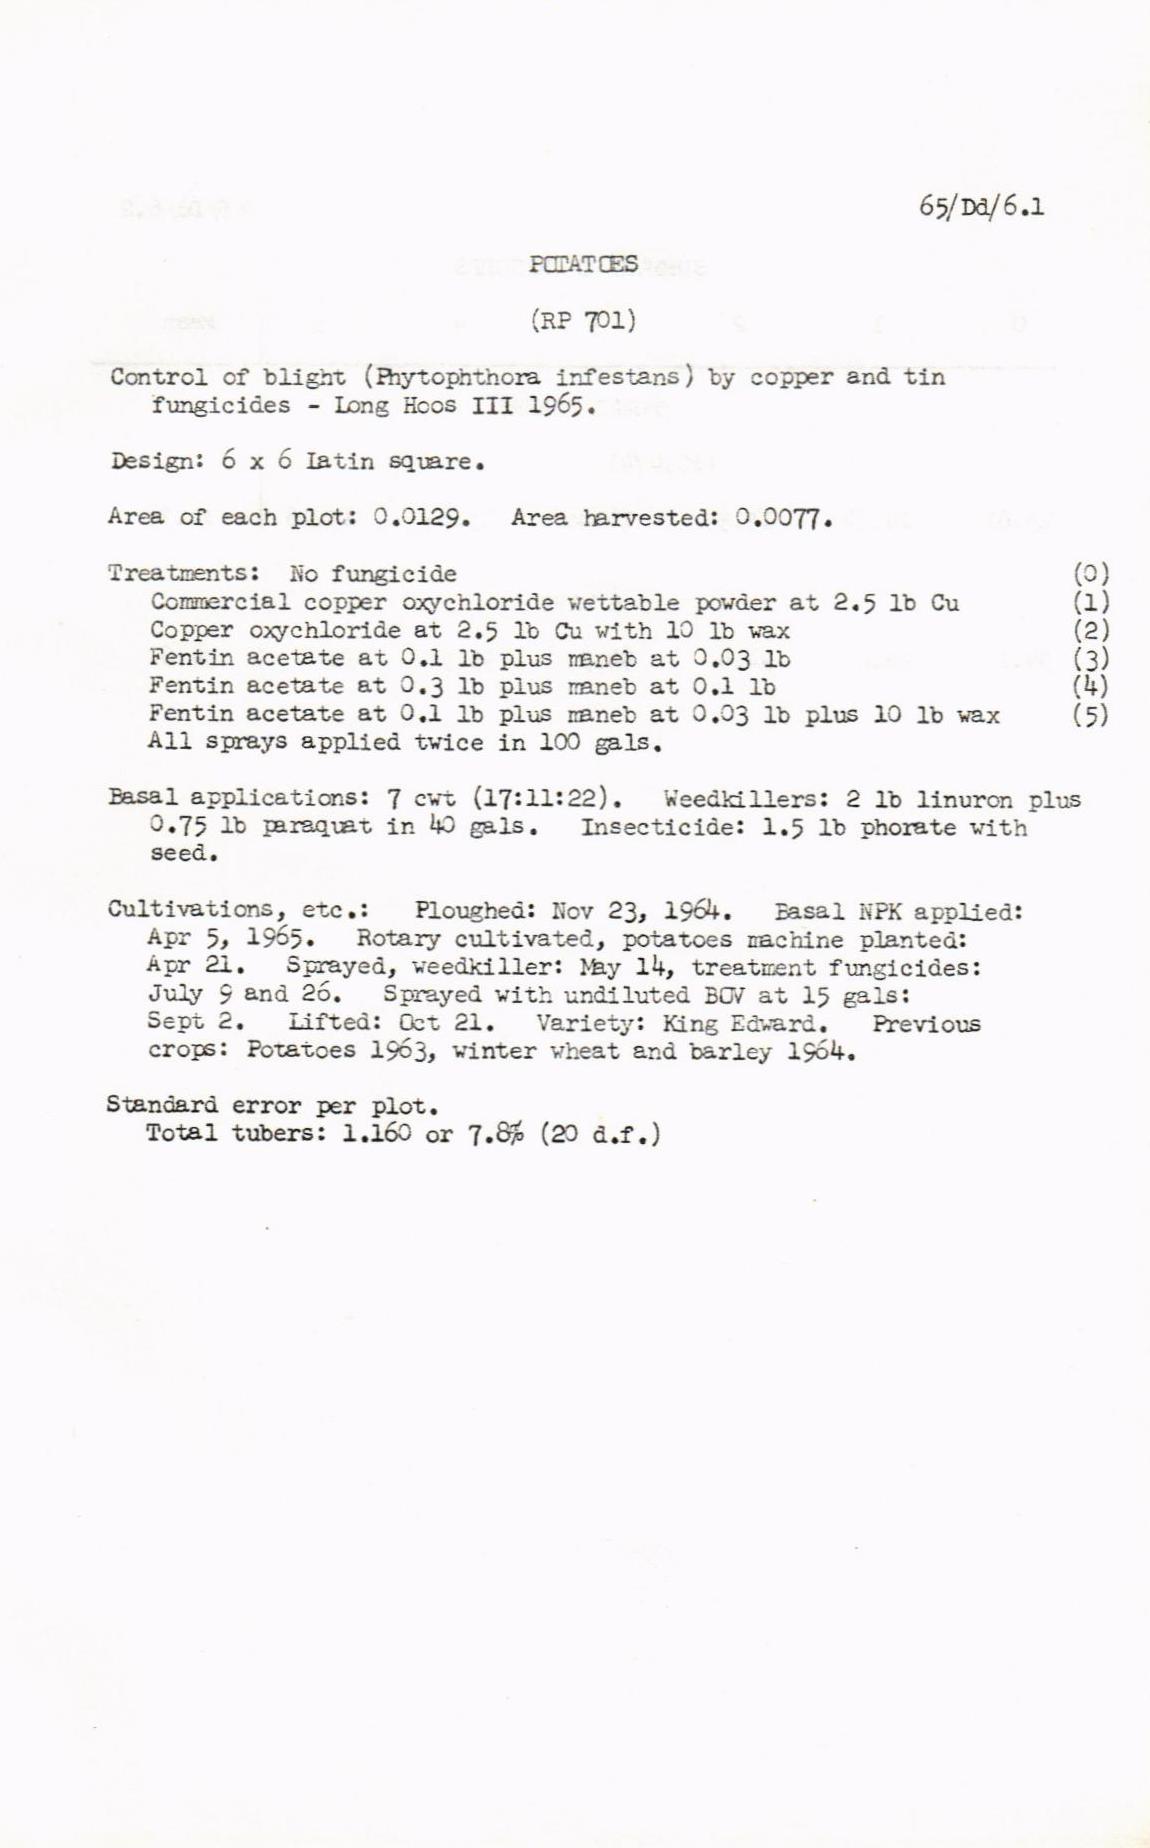 65/Dd/6.1
POTATOES
(RP 701)
Control of blight (Phytophthora infestans) by copper and tin
fungicides - Long Hoos III 1965.
Design: 6 x 6 Latin square.
Area of each plot: 0.0129. Area harvested: 0.0077.
Treatments: No fungicide (0)
Commercial copper oxychloride wettable powder at 2.5 lb Cu (1)
Copper oxychloride at 2.5 lb Cu with 10 lb wax (2)
Fentin acetate at 0.1 lb plus maneb at 0.03 lb (3)
Fentin acetate at 0.3 lb plus maneb at 0.1 lb (4)
Fentin acetate at 0.1 lb plus maneb at 0.03 lb plus 10 lb wax (5)
All sprays applied twice in 100 gals.
Basal applications: 7 cwt (17:11:22). Weedkillers: 2 lb linuron plus
0.75 lb paraquat in 40 gals. Insecticide: 1.5 lb phorate with
seed.
Cultivations, etc.: Ploughed: Nov 23, 1964. Basal NPK applied:
Apr 5, 1965. Rotary cultivated, potatoes machine planted:
Apr 21. Sprayed, weedkiller: May 14, treatment fungicides:
July 9 and 26. Sprayed with undiluted BOV at 15 gals:
Sept 2. Lifted: Oct 21. Variety: King Edward. Previous
crops: Potatoes 1963, winter wheat and barley 1964.
Standard error per plot.
Total tubers: 1.160 or 7.8% (20 d.f.)